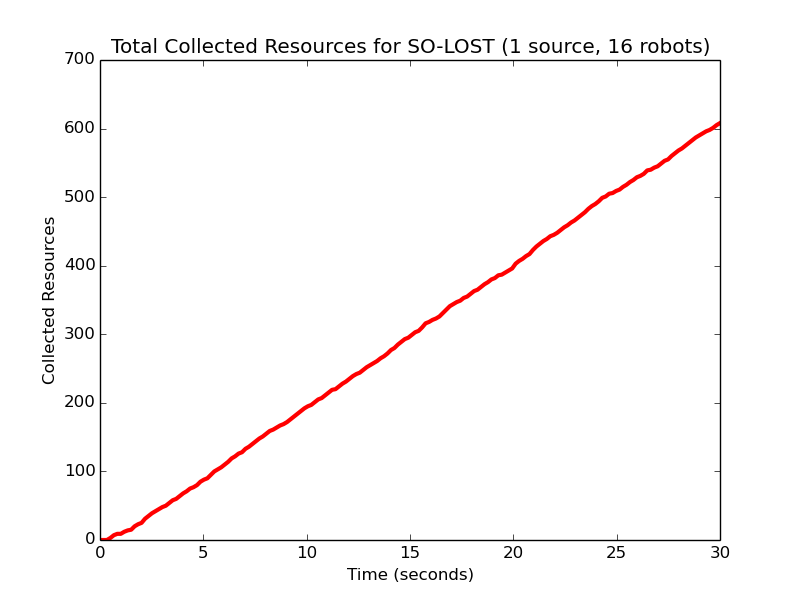 Total Collected Resources for SO-LOST (1 source, 16 robots)
700
600
500
400
300
200
100
0
Collected Resources
0 5 10 15 20 25 30
Time (seconds)